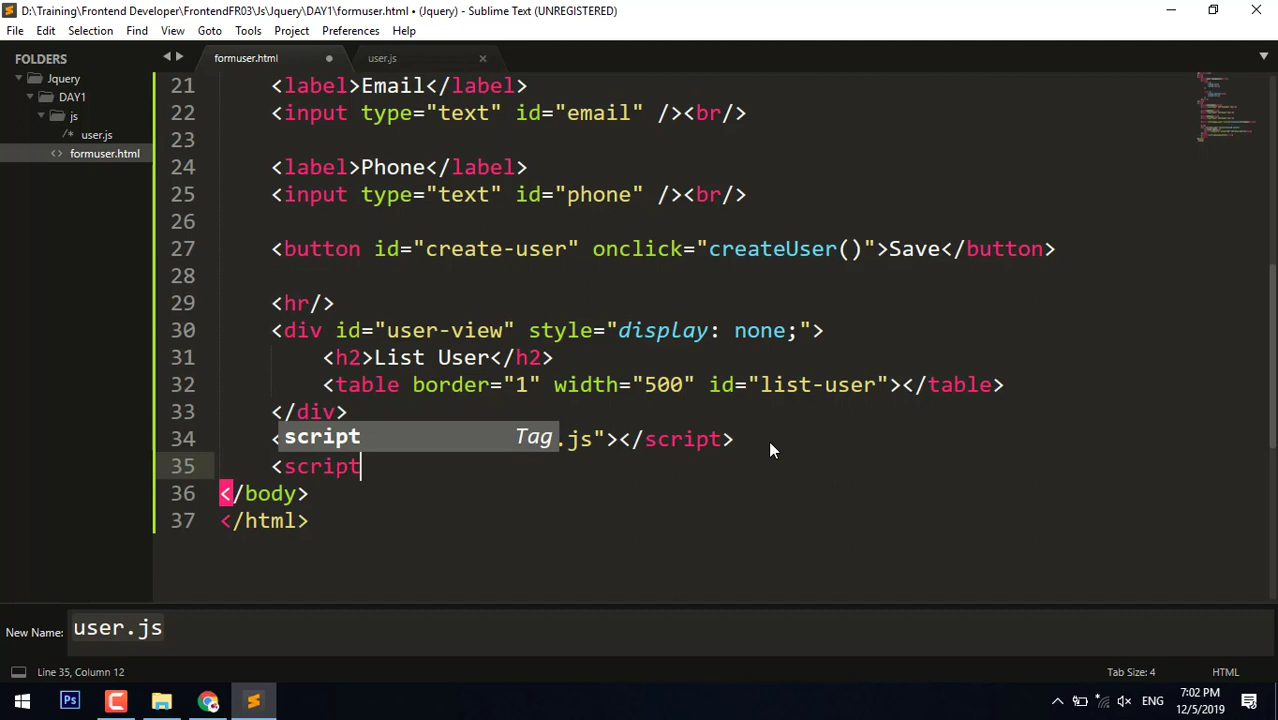 D:\Training\Frontend Developer\FrontendFR03\Js\Jquery\DAY1\formuser.html • (Jquery) - Sublime Text (UNREGISTERED)
File Edit Selection Find View Goto Tools Project Preferences Help
FOLDERS
Jquery
DAY1
js
/* user.js
<> formuser.html
formuser.html
user.js
21 <label>Email</label>
22 <input type="text" id="email" /><br/>
23
24 <label>Phone</label>
25 <input type="text" id="phone" /><br/>
26
27 <button id="create-user" onclick="createUser()">Save</button>
28
29 <hr/>
30 <div id="user-view" style="display: none;">
31 <h2>List User</h2>
32 <table border="1" width="500" id="list-user"></table>
33 </div>
script Tag
34 < .js"></script>
35 <script
36 </body>
37 </html>
New Name: user.js
Line 35, Column 12
Tab Size: 4
HTML
Ps
ENG
7:02 PM
12/5/2019